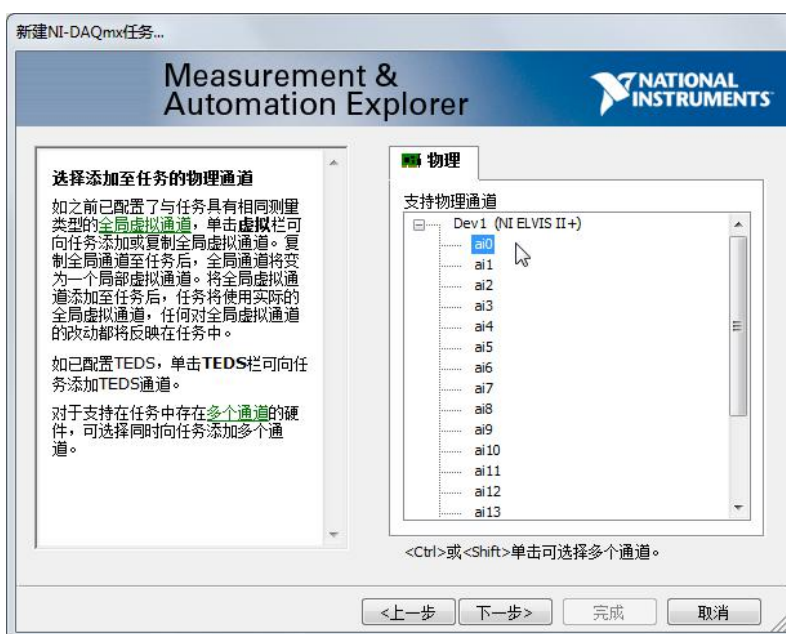 新建NI-DAQmx任务...
Measurement &
Automation Explorer
NATIONAL
INSTRUMENTS
选择添加至任务的物理通道
如之前已配置了与任务具有相同测量
类型的全局虚拟通道，单击虚拟栏可
向任务添加或复制全局虚拟通道。复
制全局通道至任务后，全局通道将变
为一个局部虚拟通道。将全局虚拟通
道添加至任务后，任务将使用实际的
全局虚拟通道，任何对全局虚拟通道
的改动都将反映在任务中。
如已配置TEDS，单击TEDS栏可向任
务添加TEDS通道。
对于支持在任务中存在多个通道的硬
件，可选择同时向任务添加多个通
道。
物理
支持物理通道
Dev1 (NI ELVIS II+)
ai0
ai1
ai2
ai3
ai4
ai5
ai6
ai7
ai8
ai9
ai10
ai11
ai12
ai13
<Ctrl>或<Shift>单击可选择多个通道。
<上一步 下一步> 完成 取消